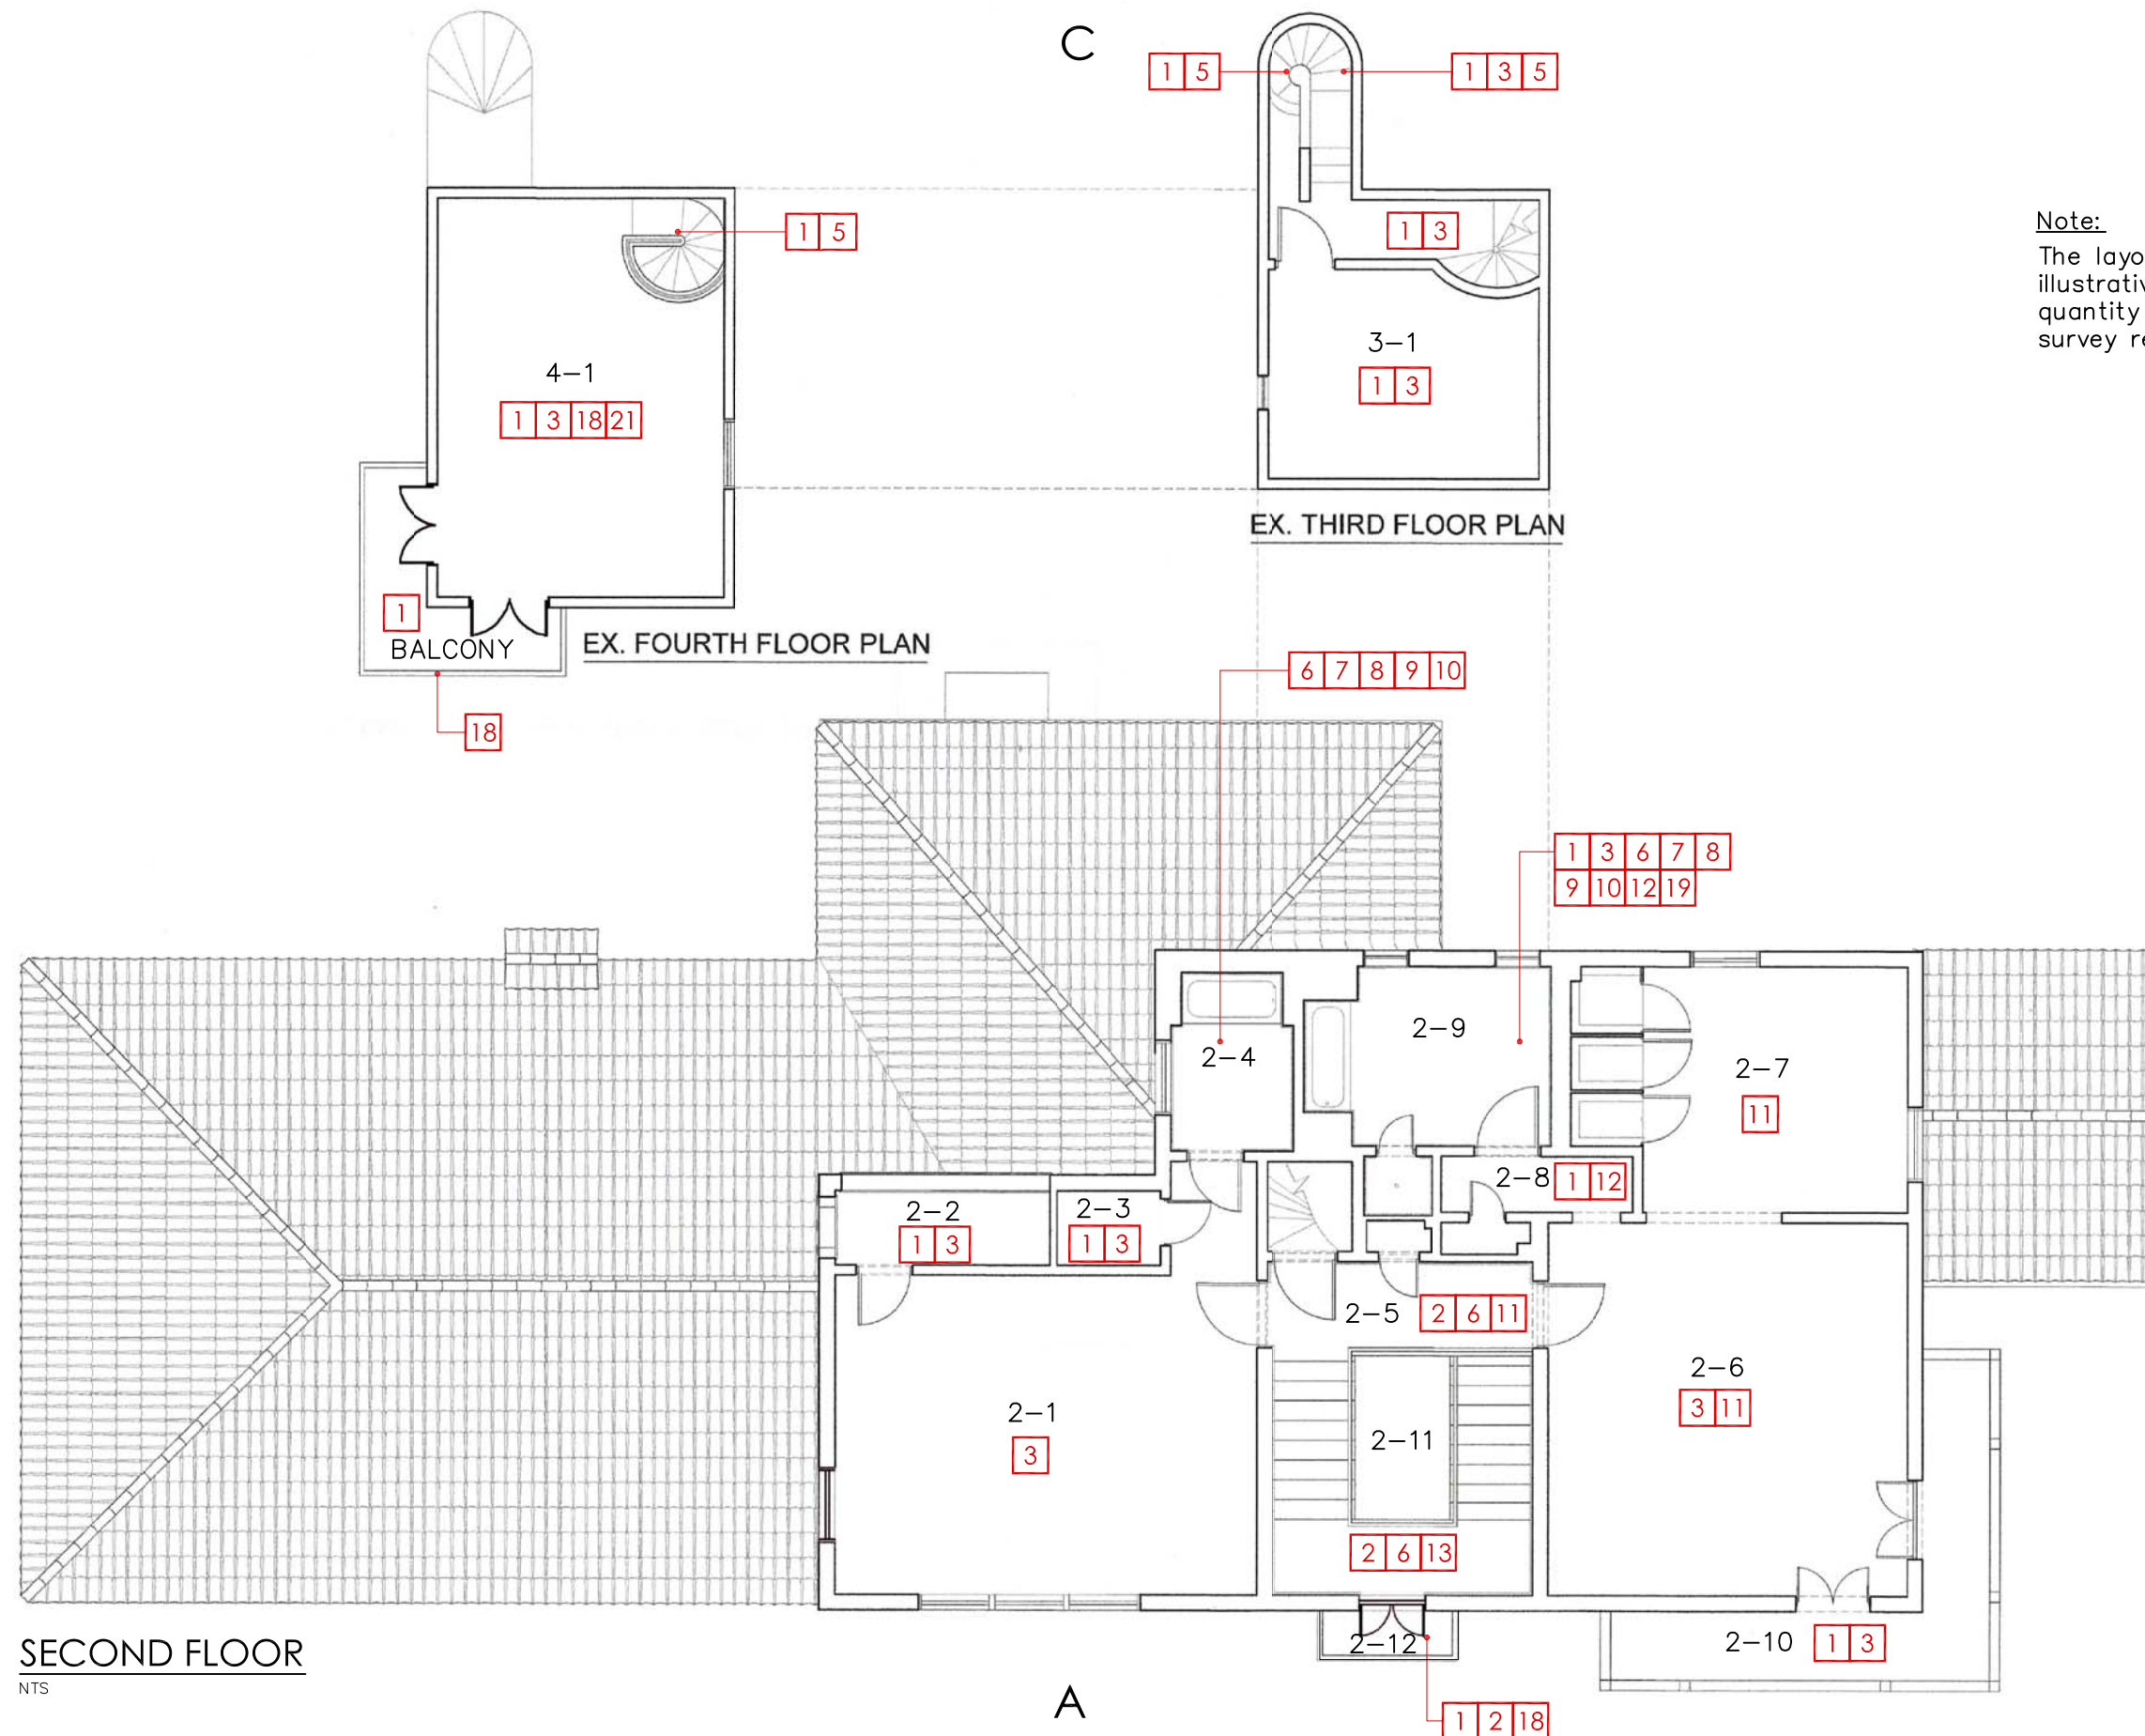 C
1 5
1 3 5
1 5
1 3
Note:
The layo
illustrativ
quantity
survey re
3-1
1 3
4-1
1 3 18 21
EX. THIRD FLOOR PLAN
1
BALCONY
EX. FOURTH FLOOR PLAN
18
6 7 8 9 10
1 3 6 7 8
9 10 12 19
2-9
2-4
2-7
11
2-8 1 12
2-2
1 3
2-3
1 3
2-5 2 6 11
2-6
3 11
2-1
3
2-11
2 6 13
2-12
2-10 1 3
SECOND FLOOR
NTS
A
1 2 18